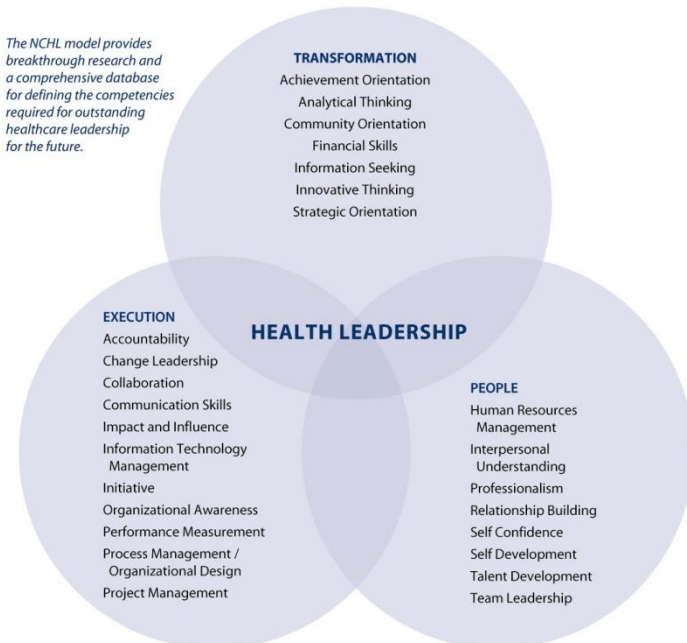 The NCHL model provides
breakthrough research and
a comprehensive database
for defining the competencies
required for outstanding
healthcare leadership
for the future.
TRANSFORMATION
Achievement Orientation
Analytical Thinking
Community Orientation
Financial Skills
Information Seeking
Innovative Thinking
Strategic Orientation
HEALTH LEADERSHIP
EXECUTION
Accountability
Change Leadership
Collaboration
Communication Skills
Impact and Influence
Information Technology
Management
Initiative
Organizational Awareness
Performance Measurement
Process Management /
Organizational Design
Project Management
PEOPLE
Human Resources
Management
Interpersonal
Understanding
Professionalism
Relationship Building
Self Confidence
Self Development
Talent Development
Team Leadership